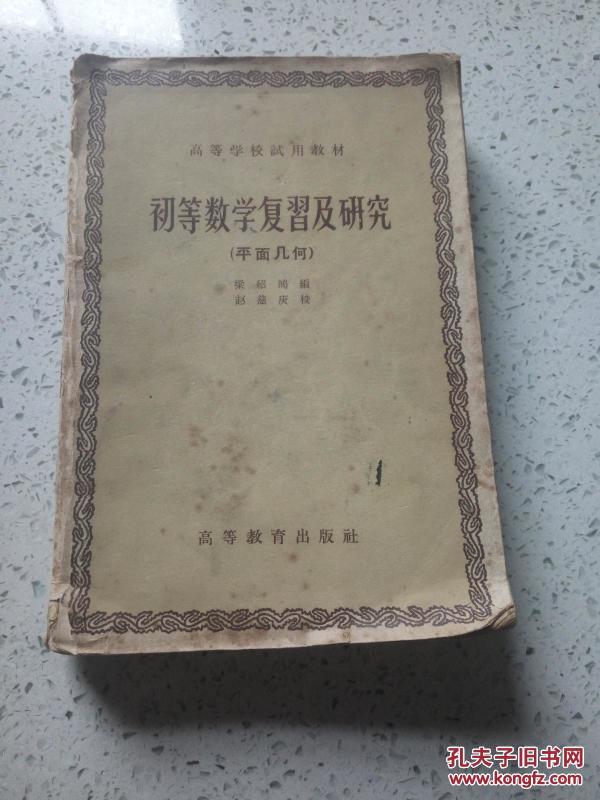 高等学校試用教材
初等数学复習及研究
(平面几何)
梁紹鴻編
赵慈庚校
高等教育出版社
孔夫子旧书网
www.kongfz.com